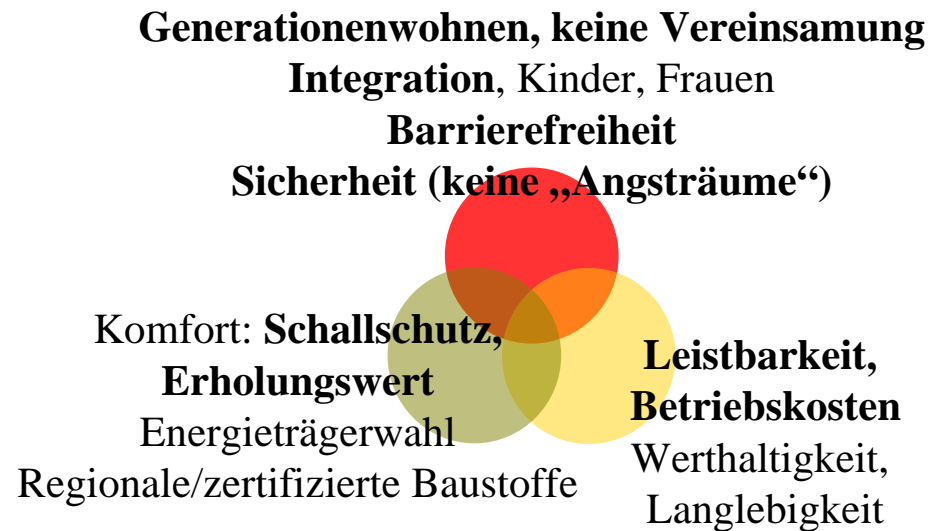 Generationenwohnen, keine Vereinsamung
Integration, Kinder, Frauen
Barrierefreiheit
Sicherheit (keine „Angsträume“)
Komfort: Schallschutz,
Erholungswert
Energieträgerwahl
Regionale/zertifizierte Baustoffe
Leistbarkeit,
Betriebskosten
Werthaltigkeit,
Langlebigkeit